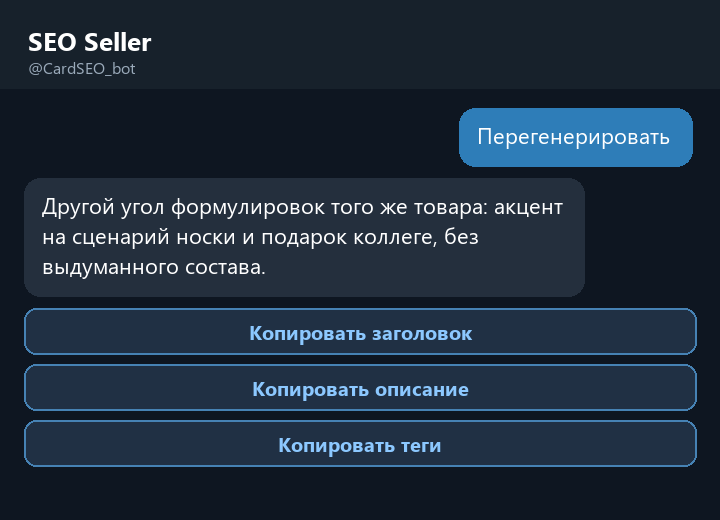 SEO Seller
@CardSEO_bot
Перегенерировать
Другой угол формулировок того же товара: акцент
на сценарий носки и подарок коллеге, без
выдуманного состава.
Копировать заголовок
Копировать описание
Копировать теги